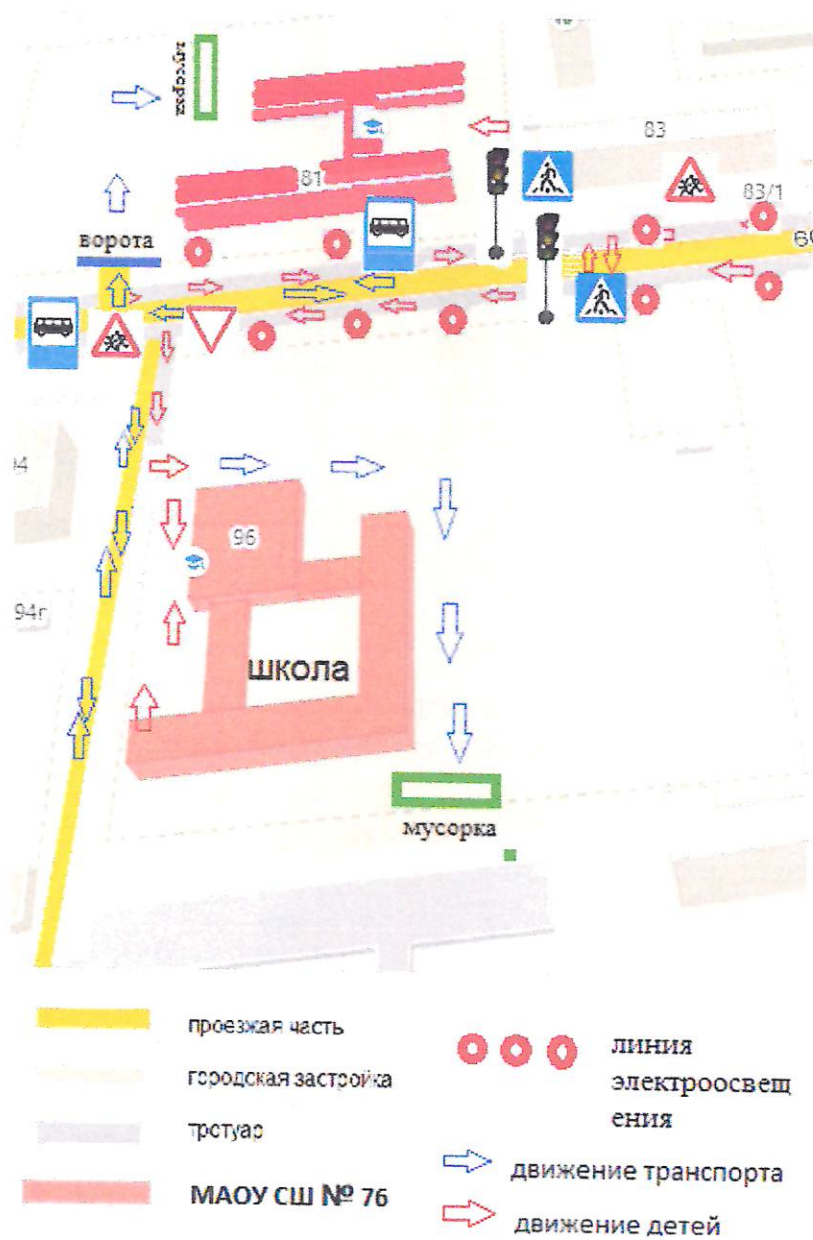 мусорка
83
81
83/1
ворота
94
96
94г
школа
мусорка
проезжая часть
городская застройка
тротуар
МАОУ СШ № 76
линия
электроосвещ
ения
движение транспорта
движение детей